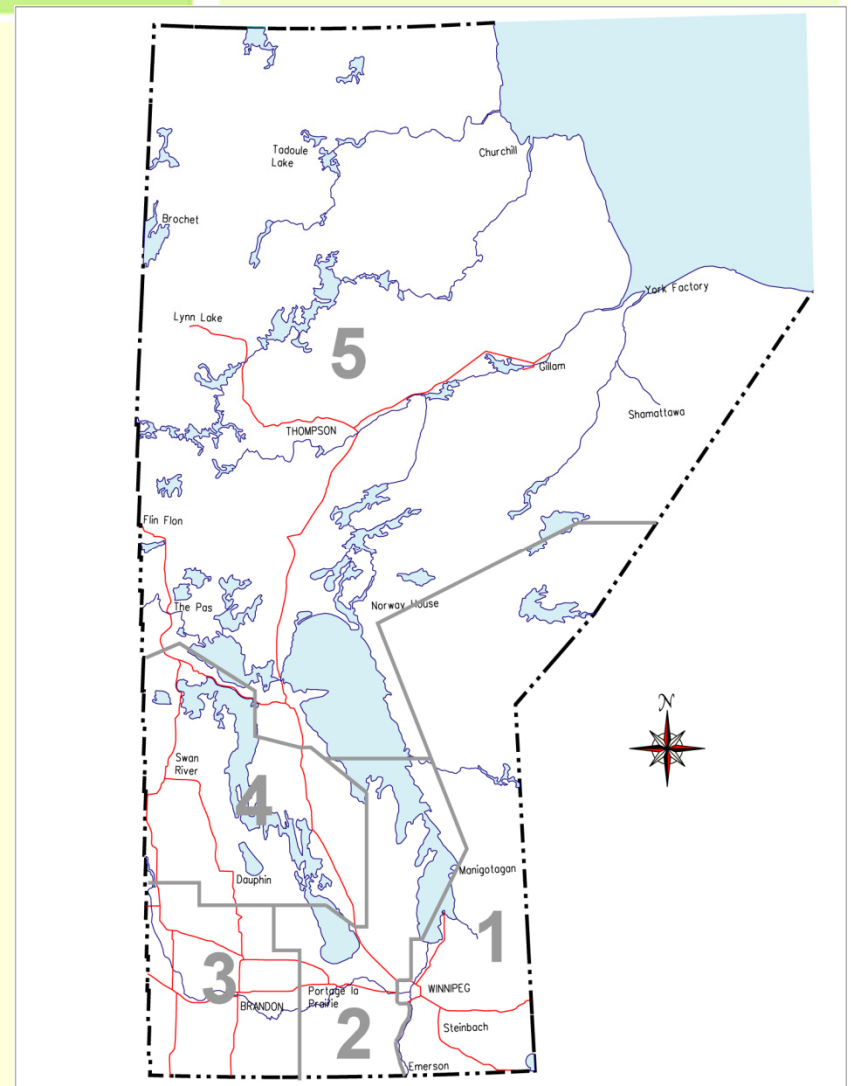 Tadoule
Lake
Churchill
Brochet
York Factory
Lynn Lake
5
Gillam
Shamattawa
THOMPSON
Flin Flon
The Pas
Norway House
N
Swan
River
4
Dauphin
Manigotagan
1
3
BRANDON
Portage la
Prairie
WINNIPEG
2
Steinbach
Emerson